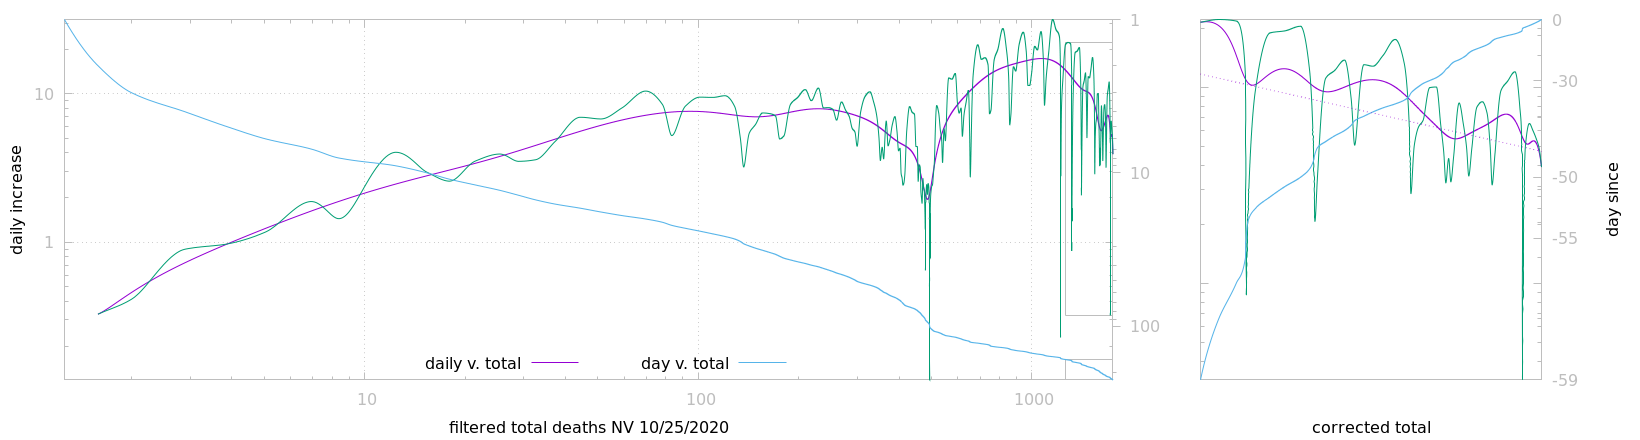 daily increase
10
1
daily v. total
day v. total
10
100
1000
filtered total deaths NV 10/25/2020
1
10
100
corrected total
0
-30
-50
-55
-59
day since